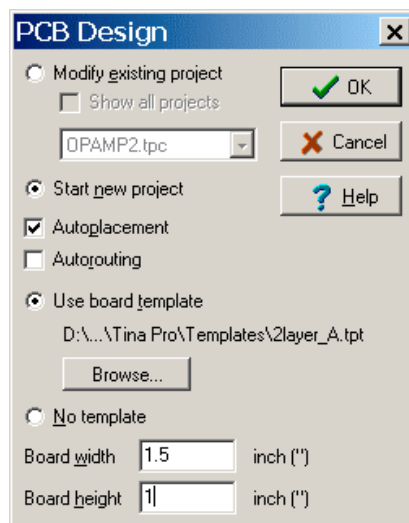 PCB Design
Modify existing project
Show all projects
OPAMP2.tpc
OK
Cancel
Start new project
Help
Autoplacement
Autorouting
Use board template
D:\...\Tina Pro\Templates\2layer_A.tpt
Browse...
No template
Board width 1.5 inch (")
Board height 1 inch (")